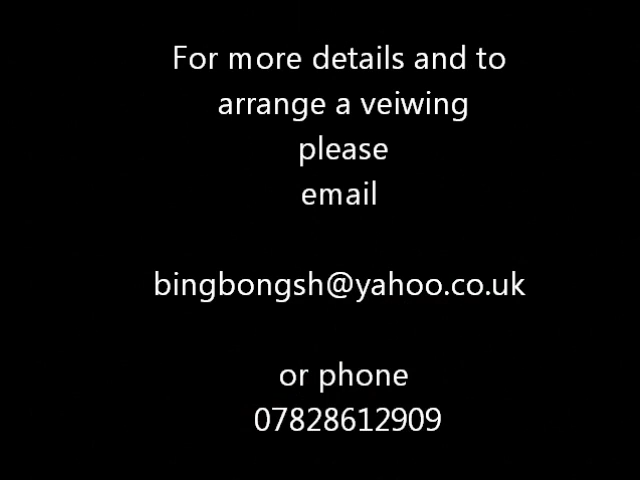 For more details and to
arrange a veiwing
please
email
bingbongsh@yahoo.co.uk
or phone
07828612909